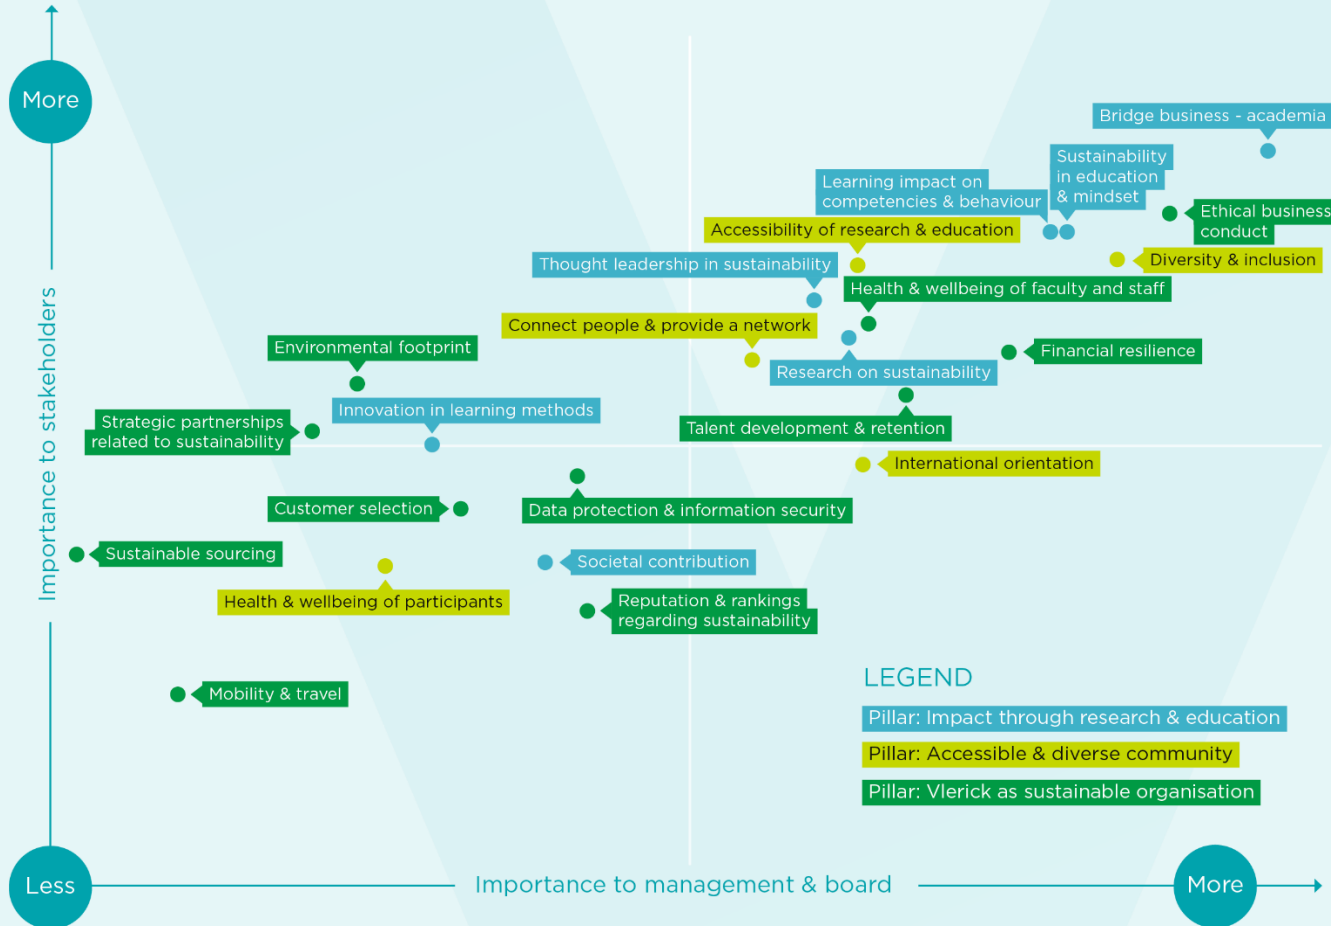 More
Bridge business - academia
Sustainability
in education
& mindset
Learning impact on
competencies & behaviour
Ethical business
conduct
Accessibility of research & education
Diversity & inclusion
Thought leadership in sustainability
Health & wellbeing of faculty and staff
Connect people & provide a network
Environmental footprint
Financial resilience
Research on sustainability
Innovation in learning methods
Strategic partnerships
related to sustainability
Talent development & retention
International orientation
Customer selection
Data protection & information security
Sustainable sourcing
Societal contribution
Health & wellbeing of participants
Reputation & rankings
regarding sustainability
Mobility & travel
Importance to stakeholders
LEGEND
Pillar: Impact through research & education
Pillar: Accessible & diverse community
Pillar: Vlerick as sustainable organisation
Less
Importance to management & board
More